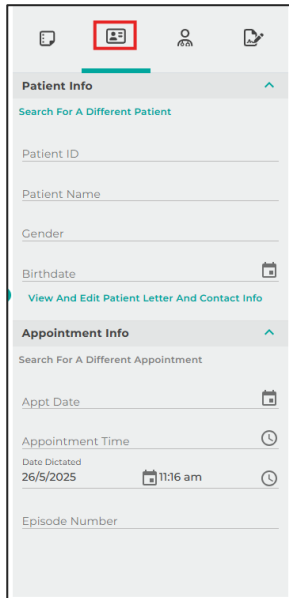 Patient Info
Search For A Different Patient
Patient ID
Patient Name
Gender
Birthdate
View And Edit Patient Letter And Contact Info
Appointment Info
Search For A Different Appointment
Appt Date
Appointment Time
Date Dictated
26/5/2025 11:16 am
Episode Number